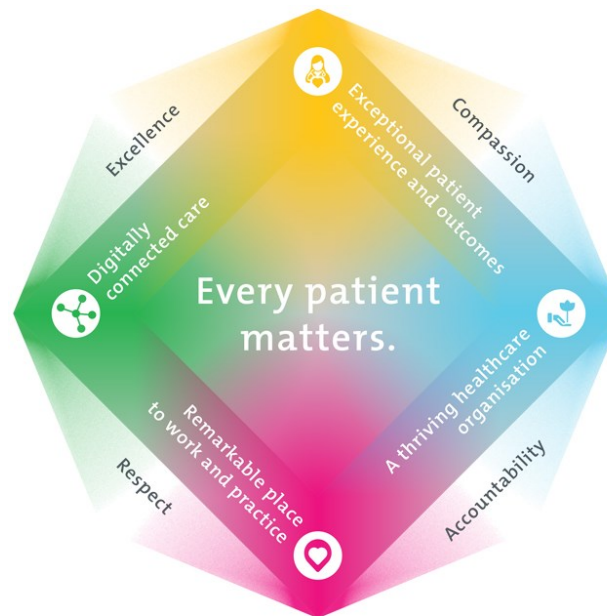 Excellence
Compassion
Exceptional patient
experience and outcomes
Digitally
connected care
Every patient
matters.
Remarkable place
to work and practice
A thriving healthcare
organisation
Respect
Accountability